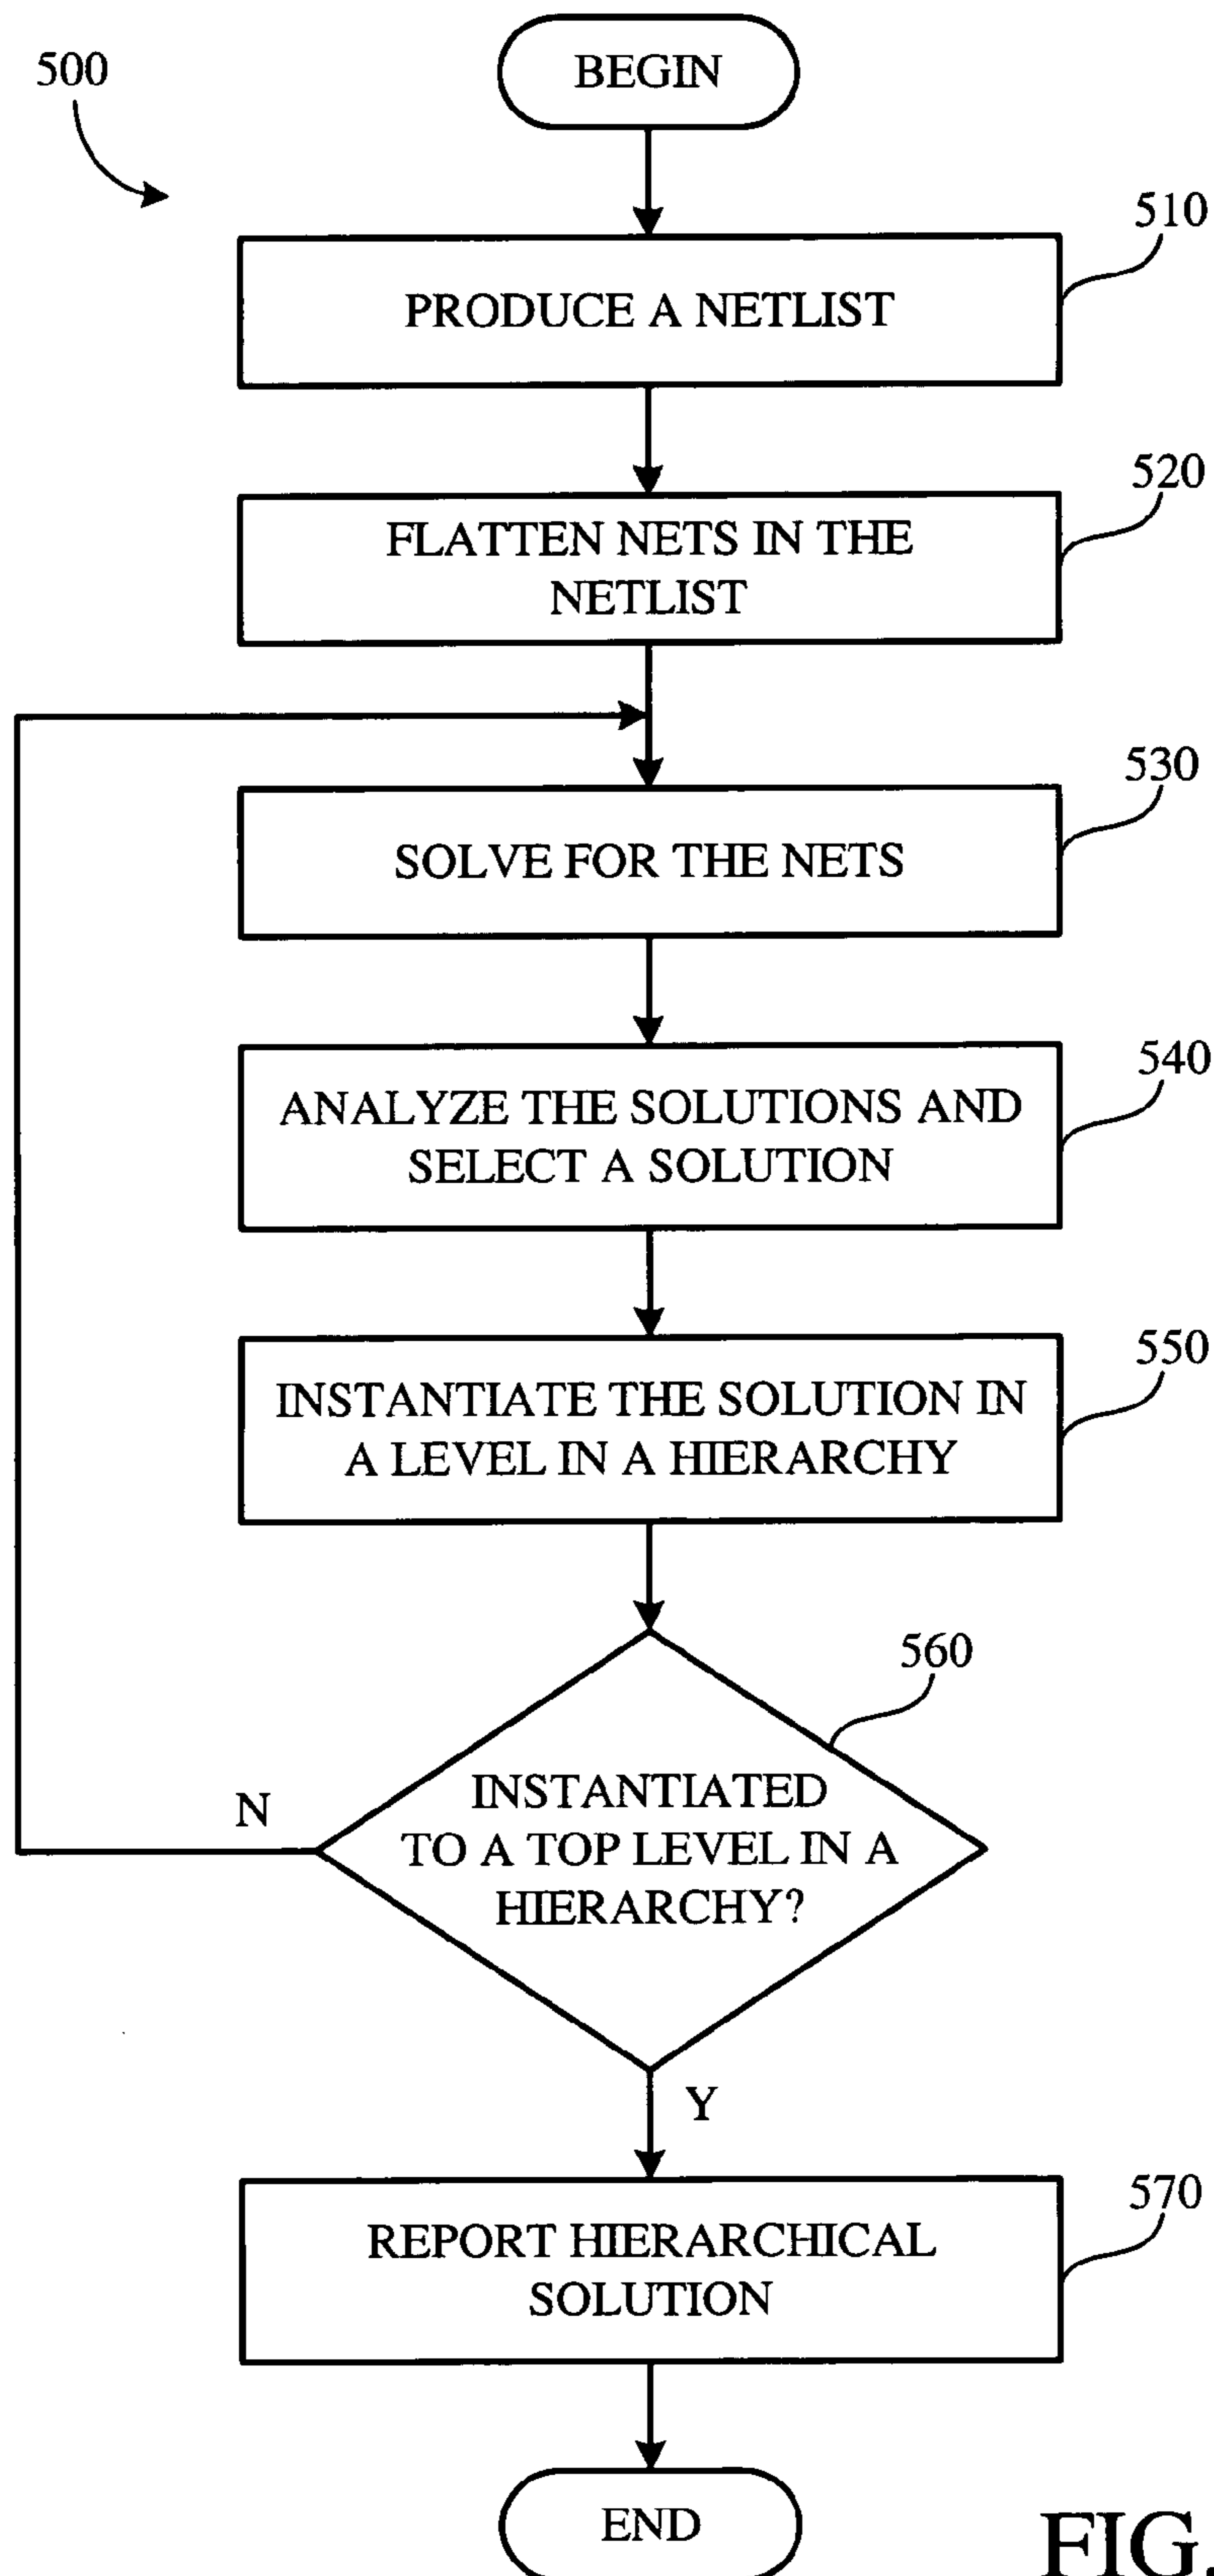 500
BEGIN
510
PRODUCE A NETLIST
520
FLATTEN NETS IN THE
NETLIST
530
SOLVE FOR THE NETS
540
ANALYZE THE SOLUTIONS AND
SELECT A SOLUTION
550
INSTANTIATE THE SOLUTION IN
A LEVEL IN A HIERARCHY
560
INSTANTIATED
TO A TOP LEVEL IN A
HIERARCHY?
N
Y
570
REPORT HIERARCHICAL
SOLUTION
END
FIG.